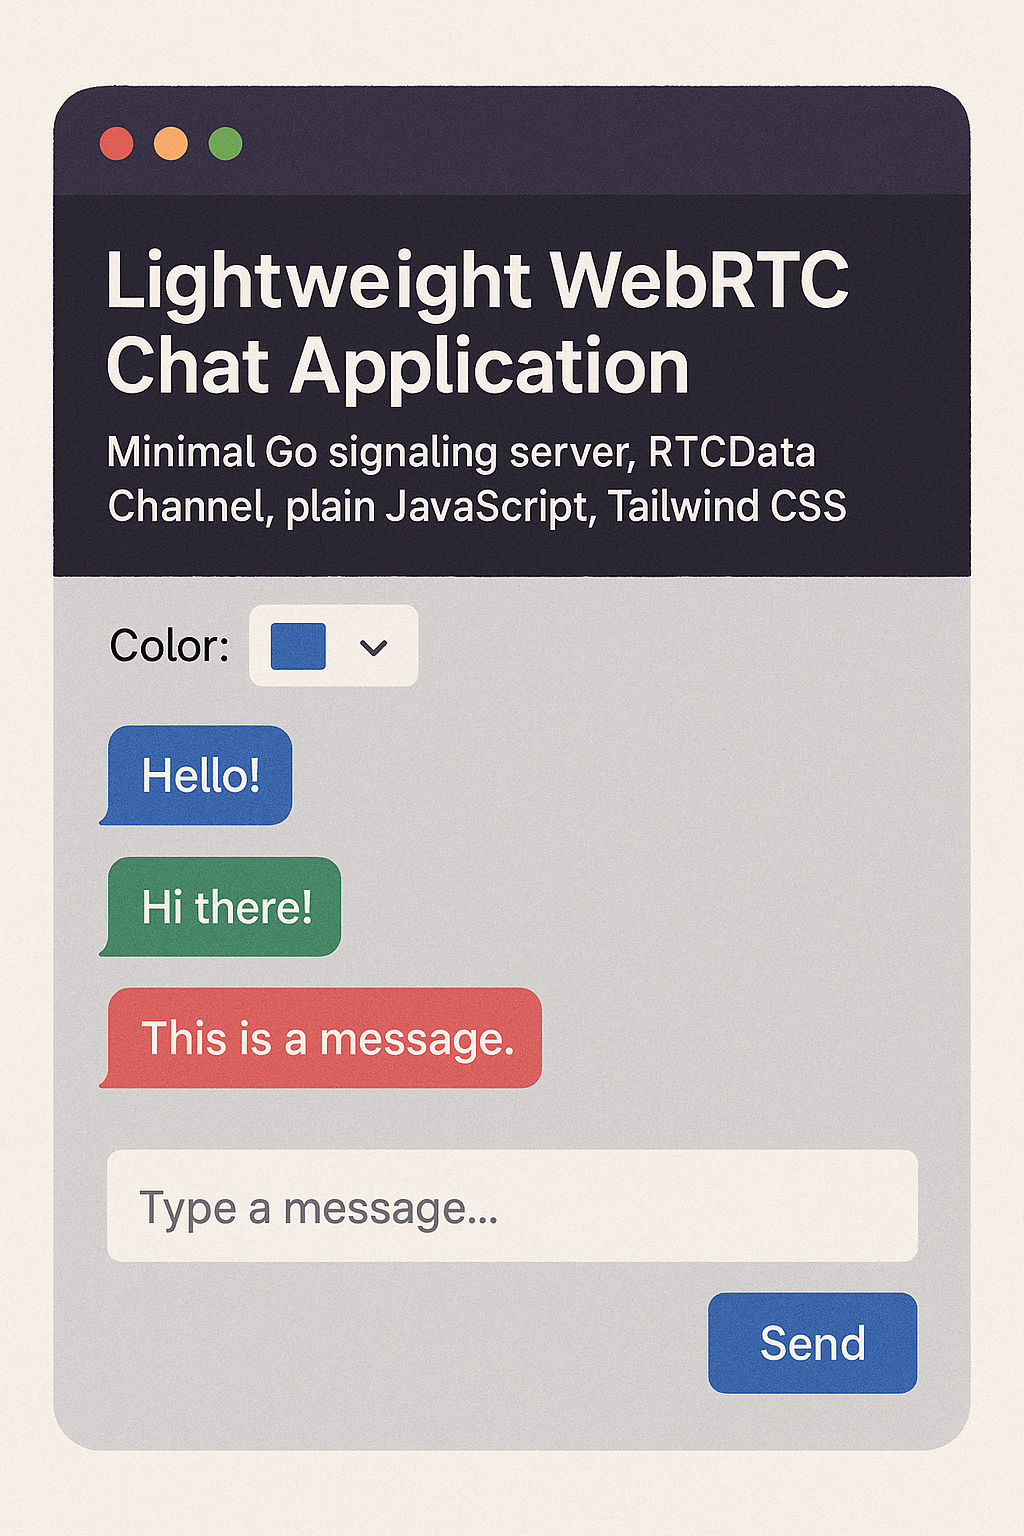 Lightweight WebRTC
Chat Application
Minimal Go signaling server, RTCData
Channel, plain JavaScript, Tailwind CSS
Color:
Hello!
Hi there!
This is a message.
Type a message...
Send